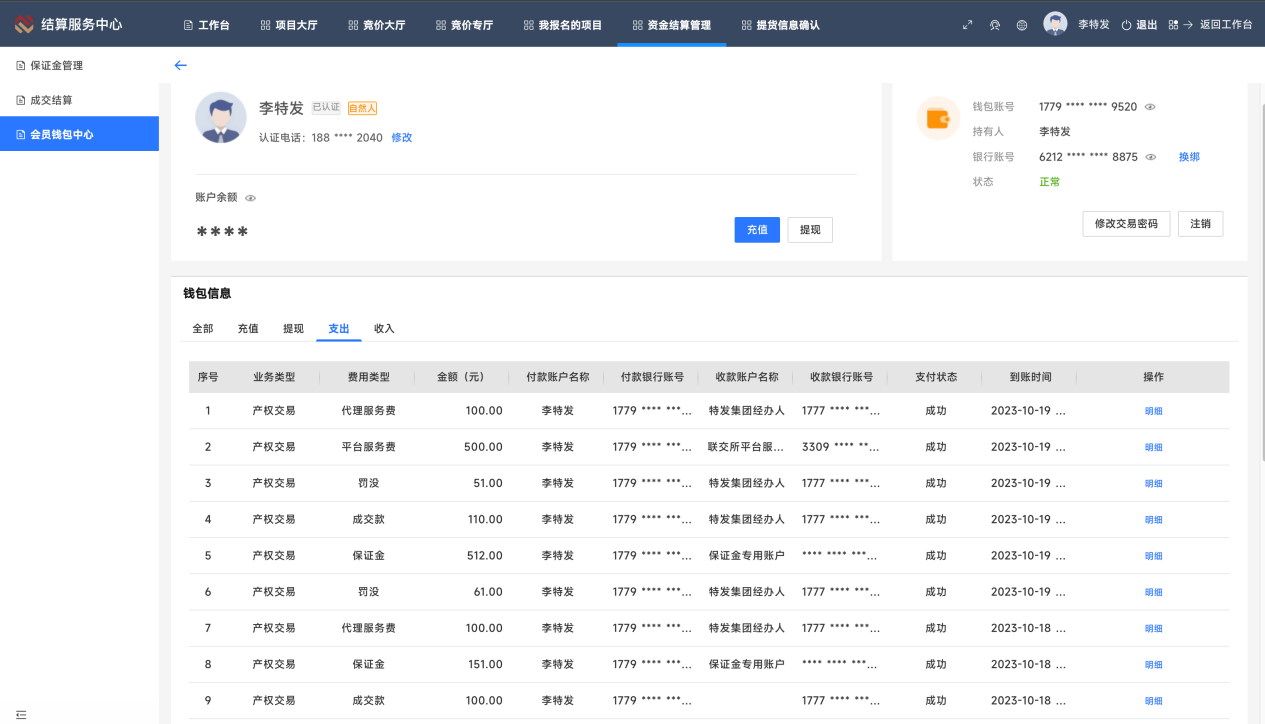 结算服务中心 工作台 项目大厅 竞价大厅 竞价专厅 我报名的项目 资金结算管理 提货信息确认 李特发 退出 返回工作台
保证金管理
成交结算
会员钱包中心
李特发 已认证 自然人
认证电话：188 **** 2040 修改
账户余额
****
充值 提现
钱包账号 1779 **** **** 9520
持有人 李特发
银行账号 6212 **** **** 8875 换绑
状态 正常
修改交易密码 注销
钱包信息
全部 充值 提现 支出 收入
序号 业务类型 费用类型 金额（元） 付款账户名称 付款银行账号 收款账户名称 收款银行账号 支付状态 到账时间 操作
1 产权交易 代理服务费 100.00 李特发 1779 **** ***... 特发集团经办人 1777 **** ***... 成功 2023-10-19 ... 明细
2 产权交易 平台服务费 500.00 李特发 1779 **** ***... 联交所平台服... 3309 **** **... 成功 2023-10-19 ... 明细
3 产权交易 罚没 51.00 李特发 1779 **** ***... 特发集团经办人 1777 **** ***... 成功 2023-10-19 ... 明细
4 产权交易 成交款 110.00 李特发 1779 **** ***... 特发集团经办人 1777 **** ***... 成功 2023-10-19 ... 明细
5 产权交易 保证金 512.00 李特发 1779 **** ***... 保证金专用账户 **** **** ***... 成功 2023-10-19 ... 明细
6 产权交易 罚没 61.00 李特发 1779 **** ***... 特发集团经办人 1777 **** ***... 成功 2023-10-19 ... 明细
7 产权交易 代理服务费 100.00 李特发 1779 **** ***... 特发集团经办人 1777 **** ***... 成功 2023-10-18 ... 明细
8 产权交易 保证金 151.00 李特发 1779 **** ***... 保证金专用账户 **** **** ***... 成功 2023-10-18 ... 明细
9 产权交易 成交款 100.00 李特发 1779 **** ***... 1777 **** ***... 成功 2023-10-18 ... 明细